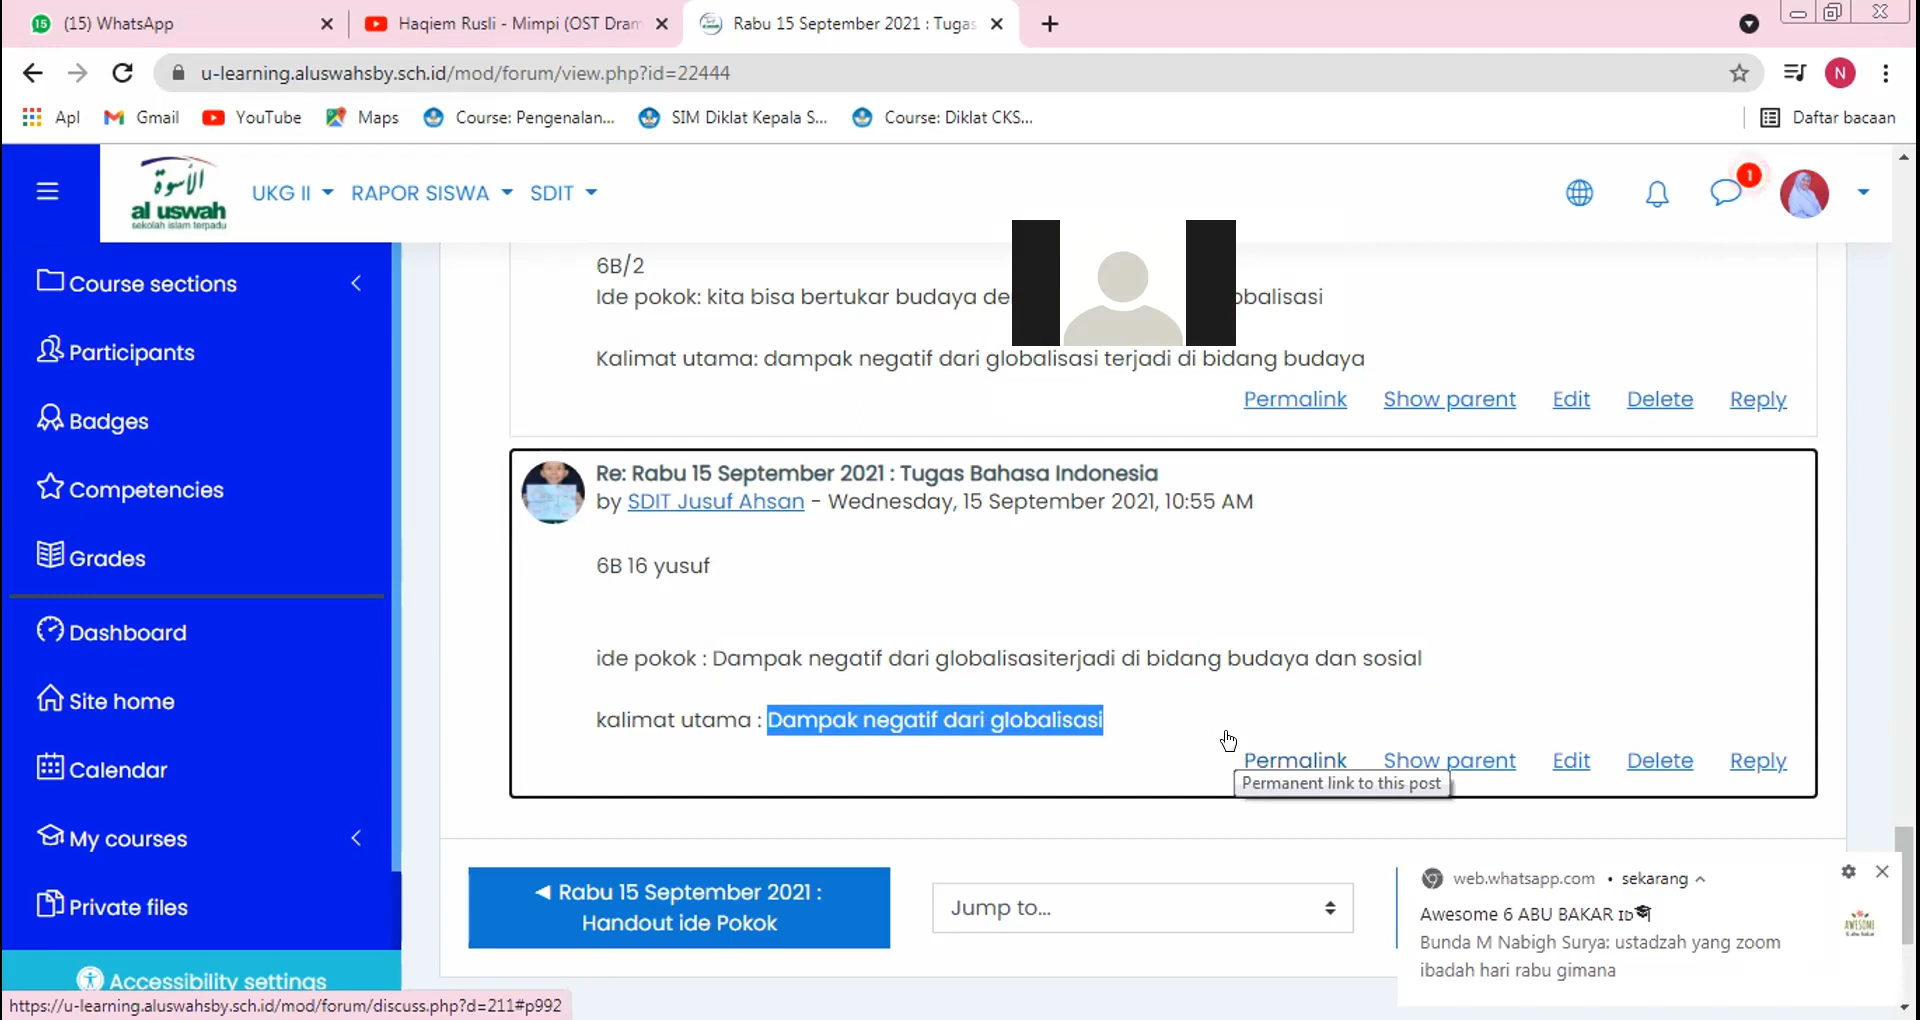 15
(15) WhatsApp
Haqiem Rusli - Mimpi (OST Dram
Rabu 15 September 2021 : Tugas
u-learning.aluswahsby.sch.id/mod/forum/view.php?id=22444
N
Apl
Gmail
YouTube
Maps
Course: Pengenalan...
SIM Diklat Kepala S...
Course: Diklat CKS...
Daftar bacaan
الأسوة
al uswah
sekolah islam terpadu
UKG II
RAPOR SISWA
SDIT
1
Course sections
Participants
Badges
Competencies
Grades
Dashboard
Site home
Calendar
My courses
Private files
Accessibility settings
6B/2
Ide pokok: kita bisa bertukar budaya de obalisasi
Kalimat utama: dampak negatif dari globalisasi terjadi di bidang budaya
Permalink Show parent Edit Delete Reply
Re: Rabu 15 September 2021 : Tugas Bahasa Indonesia
by SDIT Jusuf Ahsan - Wednesday, 15 September 2021, 10:55 AM
6B 16 yusuf
ide pokok : Dampak negatif dari globalisasiterjadi di bidang budaya dan sosial
kalimat utama : Dampak negatif dari globalisasi
Permalink Show parent Edit Delete Reply
Permanent link to this post
◄ Rabu 15 September 2021 :
Handout ide Pokok
Jump to...
web.whatsapp.com • sekarang
Awesome 6 ABU BAKAR ɪᴅ🎓
Bunda M Nabigh Surya: ustadzah yang zoom
ibadah hari rabu gimana
AWESOME
https://u-learning.aluswahsby.sch.id/mod/forum/discuss.php?d=211#p992